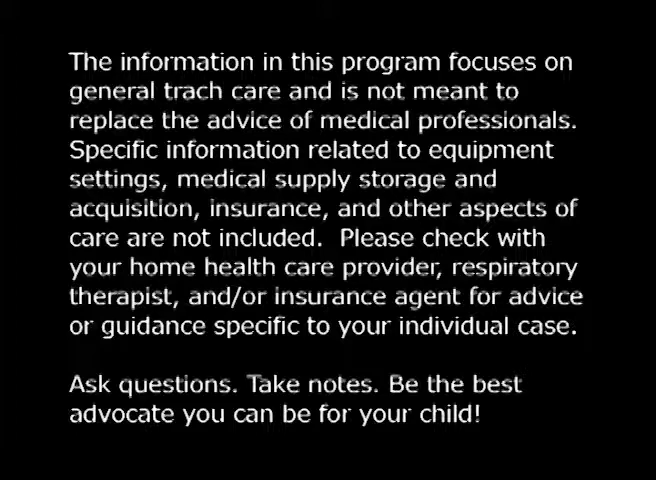 The information in this program focuses on
general trach care and is not meant to
replace the advice of medical professionals.
Specific information related to equipment
settings, medical supply storage and
acquisition, insurance, and other aspects of
care are not included.  Please check with
your home health care provider, respiratory
therapist, and/or insurance agent for advice
or guidance specific to your individual case.

Ask questions. Take notes. Be the best
advocate you can be for your child!